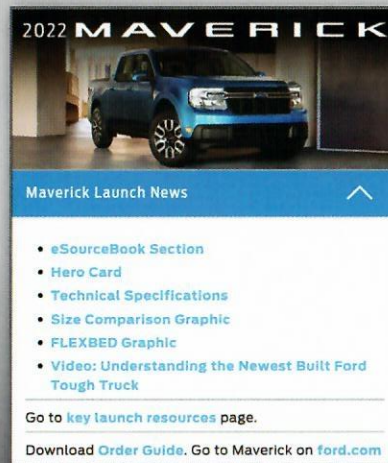 2022 MAVERICK
Maverick Launch News
• eSourceBook Section
• Hero Card
• Technical Specifications
• Size Comparison Graphic
• FLEXBED Graphic
• Video: Understanding the Newest Built Ford
Tough Truck
Go to key launch resources page.
Download Order Guide. Go to Maverick on ford.com